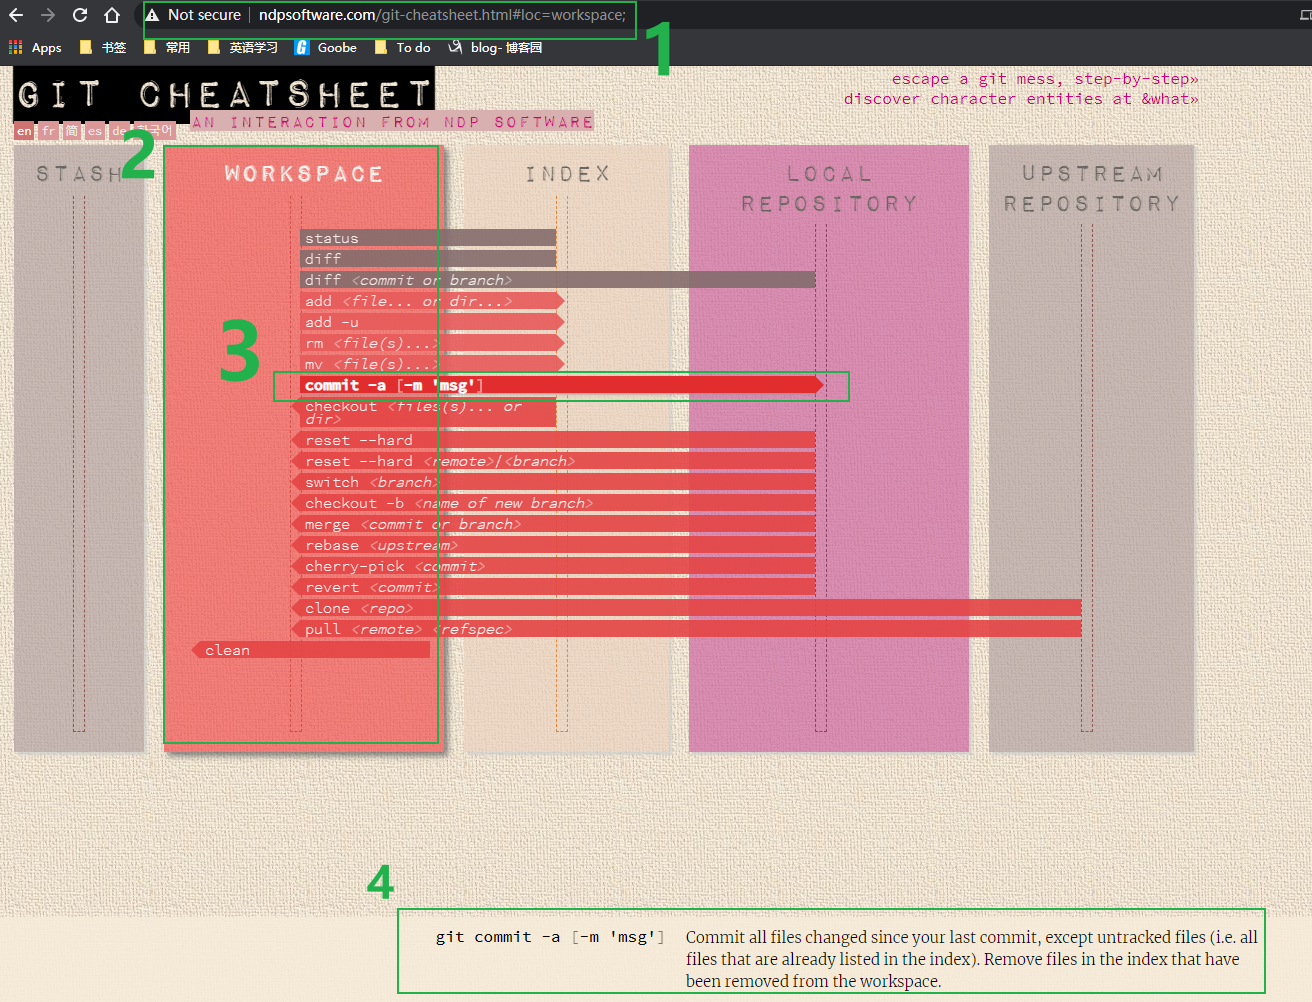 Not secure | ndpsoftware.com/git-cheatsheet.html#loc=workspace;
1
Apps 书签 常用 英语学习 G Goobe To do blog- 博客园
GIT CHEATSHEET
AN INTERACTION FROM NDP SOFTWARE
escape a git mess, step-by-step»
discover character entities at &what»
en fr 简 es de 한국어
2
STASH
WORKSPACE
INDEX
LOCAL
REPOSITORY
UPSTREAM
REPOSITORY
status
diff
diff <commit or branch>
add <file... or dir...>
add -u
rm <file(s)...>
mv <file(s)...>
3
commit -a [-m 'msg']
checkout <files(s)... or
dir>
reset --hard
reset --hard <remote>/<branch>
switch <branch>
checkout -b <name of new branch>
merge <commit or branch>
rebase <upstream>
cherry-pick <commit>
revert <commit>
clone <repo>
pull <remote> <refspec>
clean
4
git commit -a [-m 'msg']
Commit all files changed since your last commit, except untracked files (i.e. all
files that are already listed in the index). Remove files in the index that have
been removed from the workspace.